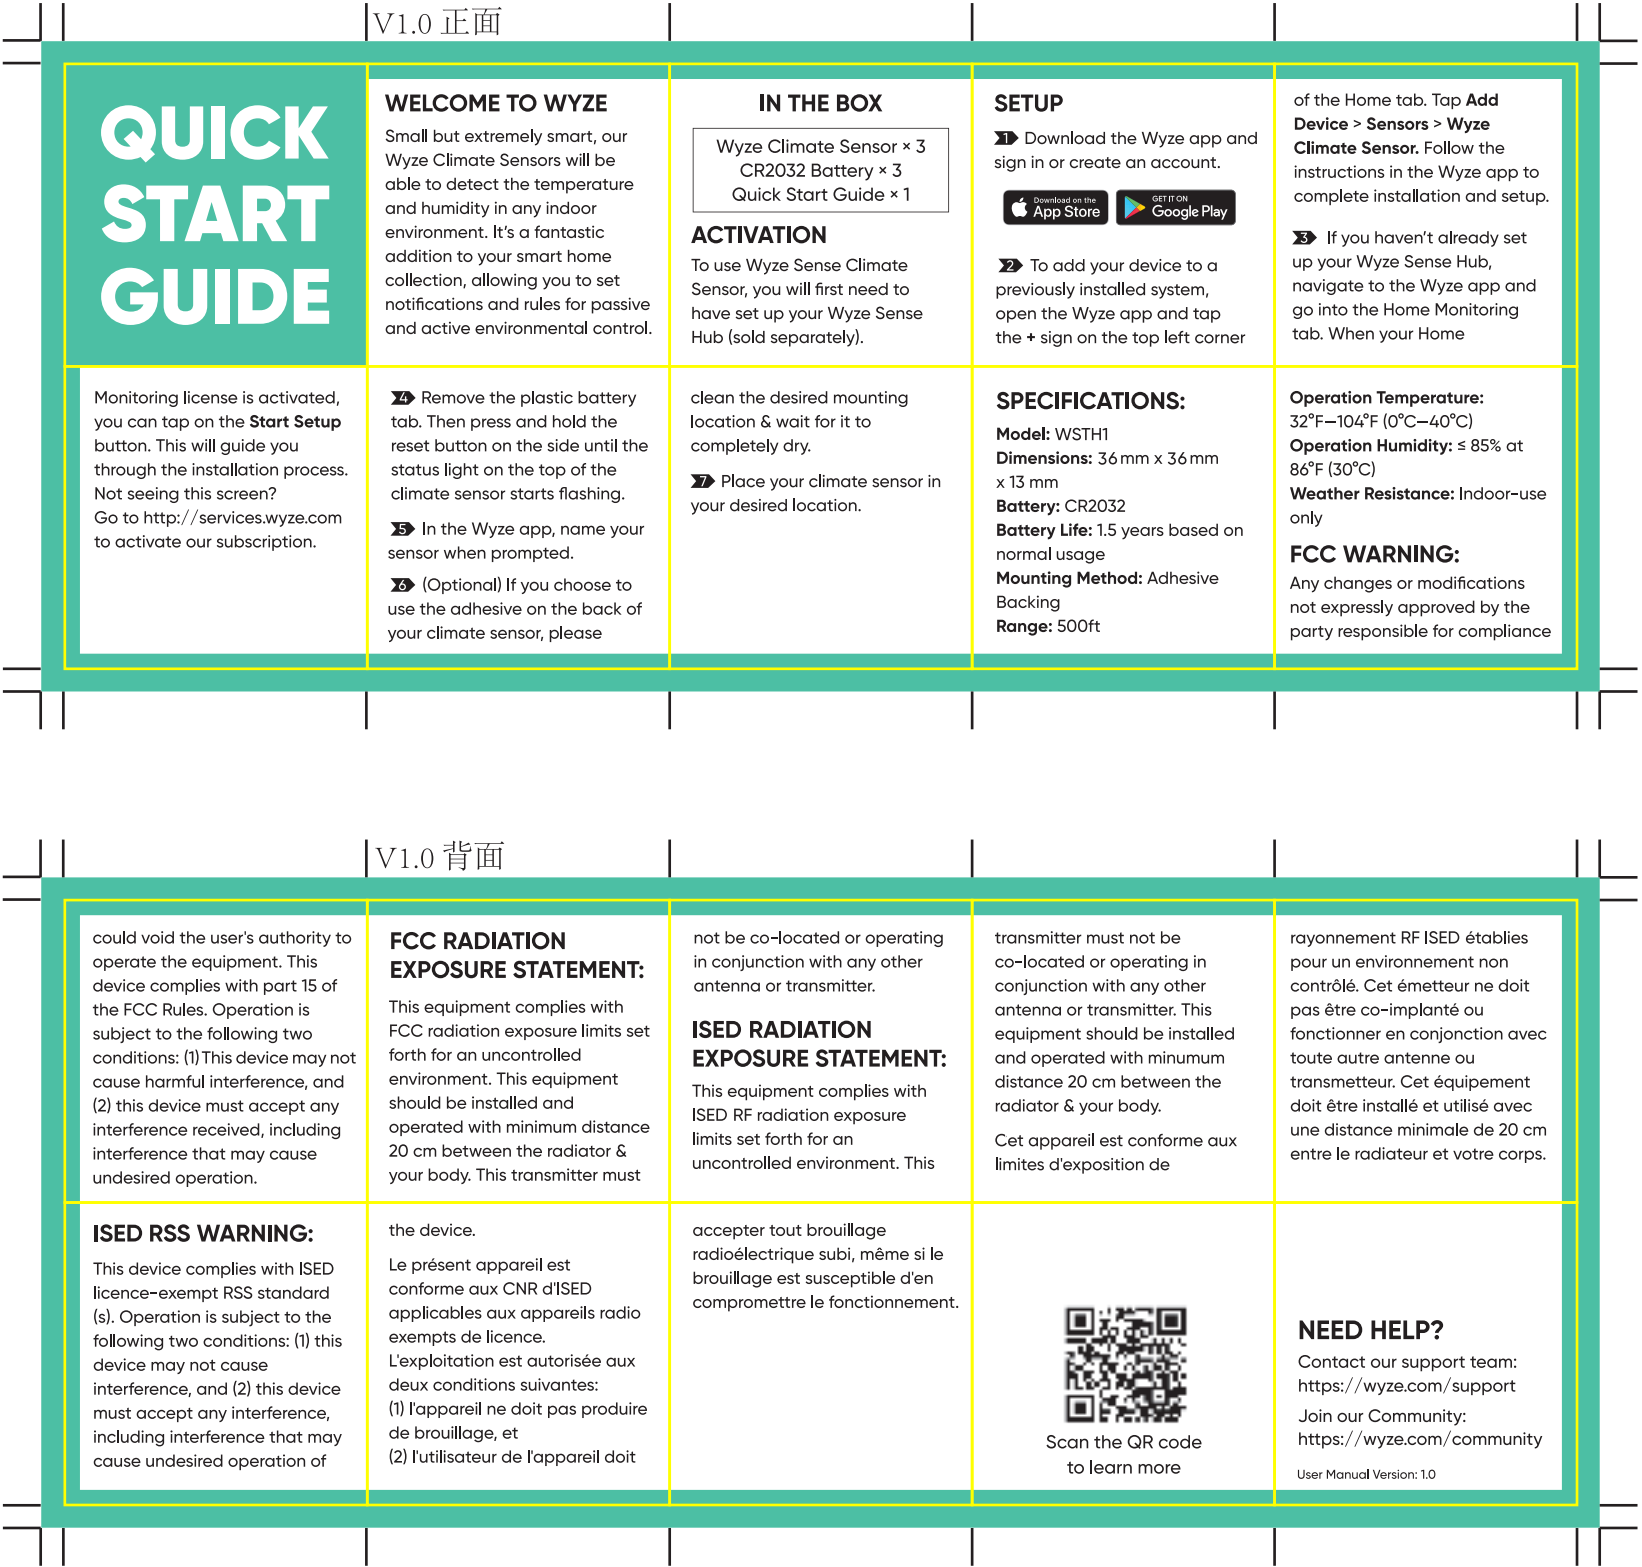 V1.0 正面
QUICK
START
GUIDE
WELCOME TO WYZE
Small but extremely smart, our
Wyze Climate Sensors will be
able to detect the temperature
and humidity in any indoor
environment. It’s a fantastic
addition to your smart home
collection, allowing you to set
notifications and rules for passive
and active environmental control.
IN THE BOX
Wyze Climate Sensor × 3
CR2032 Battery × 3
Quick Start Guide × 1
ACTIVATION
To use Wyze Sense Climate
Sensor, you will first need to
have set up your Wyze Sense
Hub (sold separately).
SETUP
1 Download the Wyze app and
sign in or create an account.
Download on the
App Store
GET IT ON
Google Play
2 To add your device to a
previously installed system,
open the Wyze app and tap
the + sign on the top left corner
of the Home tab. Tap Add
Device > Sensors > Wyze
Climate Sensor. Follow the
instructions in the Wyze app to
complete installation and setup.
3 If you haven’t already set
up your Wyze Sense Hub,
navigate to the Wyze app and
go into the Home Monitoring
tab. When your Home
Monitoring license is activated,
you can tap on the Start Setup
button. This will guide you
through the installation process.
Not seeing this screen?
Go to http://services.wyze.com
to activate our subscription.
4 Remove the plastic battery
tab. Then press and hold the
reset button on the side until the
status light on the top of the
climate sensor starts flashing.
5 In the Wyze app, name your
sensor when prompted.
6 (Optional) If you choose to
use the adhesive on the back of
your climate sensor, please
clean the desired mounting
location & wait for it to
completely dry.
7 Place your climate sensor in
your desired location.
SPECIFICATIONS:
Model: WSTH1
Dimensions: 36 mm x 36 mm
x 13 mm
Battery: CR2032
Battery Life: 1.5 years based on
normal usage
Mounting Method: Adhesive
Backing
Range: 500ft
Operation Temperature:
32°F—104°F (0°C—40°C)
Operation Humidity: ≤ 85% at
86°F (30°C)
Weather Resistance: Indoor-use
only
FCC WARNING:
Any changes or modifications
not expressly approved by the
party responsible for compliance
V1.0 背面
could void the user's authority to
operate the equipment. This
device complies with part 15 of
the FCC Rules. Operation is
subject to the following two
conditions: (1) This device may not
cause harmful interference, and
(2) this device must accept any
interference received, including
interference that may cause
undesired operation.
FCC RADIATION
EXPOSURE STATEMENT:
This equipment complies with
FCC radiation exposure limits set
forth for an uncontrolled
environment. This equipment
should be installed and
operated with minimum distance
20 cm between the radiator &
your body. This transmitter must
not be co-located or operating
in conjunction with any other
antenna or transmitter.
ISED RADIATION
EXPOSURE STATEMENT:
This equipment complies with
ISED RF radiation exposure
limits set forth for an
uncontrolled environment. This
transmitter must not be
co-located or operating in
conjunction with any other
antenna or transmitter. This
equipment should be installed
and operated with minumum
distance 20 cm between the
radiator & your body.
Cet appareil est conforme aux
limites d'exposition de
rayonnement RF ISED établies
pour un environnement non
contrôlé. Cet émetteur ne doit
pas être co-implanté ou
fonctionner en conjonction avec
toute autre antenne ou
transmetteur. Cet équipement
doit être installé et utilisé avec
une distance minimale de 20 cm
entre le radiateur et votre corps.
ISED RSS WARNING:
This device complies with ISED
licence-exempt RSS standard
(s). Operation is subject to the
following two conditions: (1) this
device may not cause
interference, and (2) this device
must accept any interference,
including interference that may
cause undesired operation of
the device.
Le présent appareil est
conforme aux CNR d'ISED
applicables aux appareils radio
exempts de licence.
L'exploitation est autorisée aux
deux conditions suivantes:
(1) l'appareil ne doit pas produire
de brouillage, et
(2) l'utilisateur de l'appareil doit
accepter tout brouillage
radioélectrique subi, même si le
brouillage est susceptible d'en
compromettre le fonctionnement.
Scan the QR code
to learn more
NEED HELP?
Contact our support team:
https://wyze.com/support
Join our Community:
https://wyze.com/community
User Manual Version: 1.0